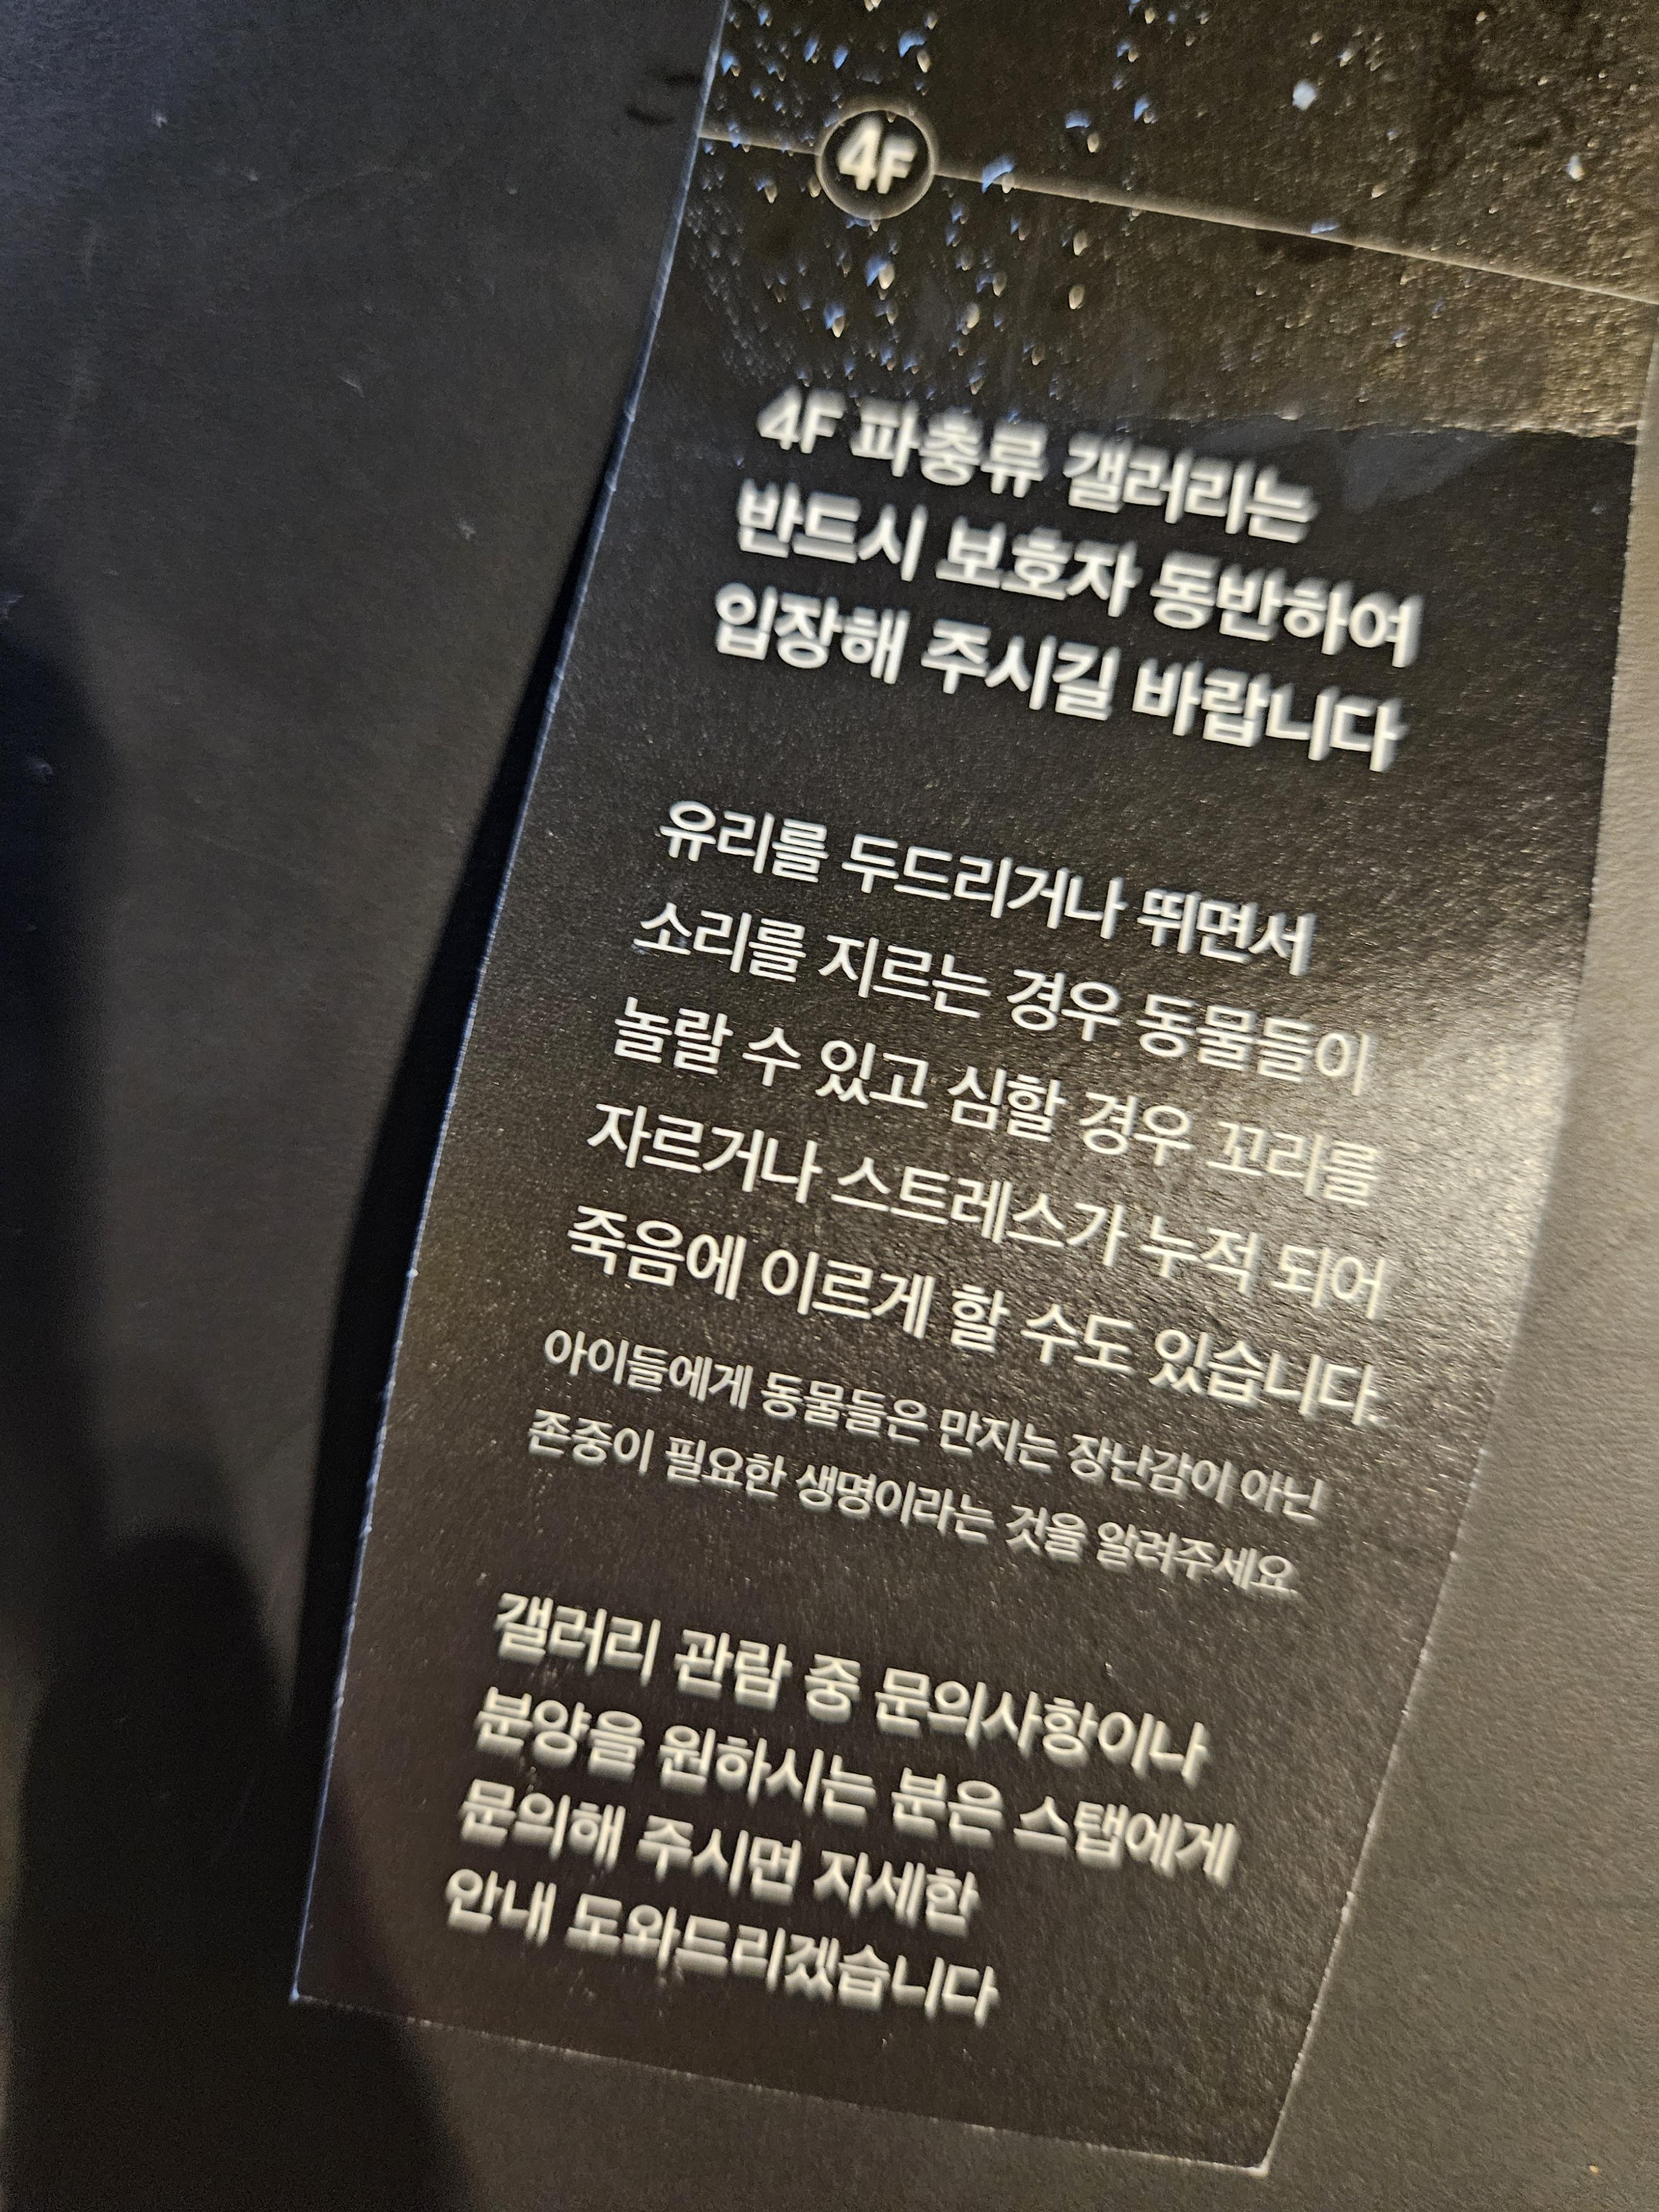 4F
4F 파충류 갤러리는
반드시 보호자 동반하여
입장해 주시길 바랍니다
유리를 두드리거나 뛰면서
소리를 지르는 경우 동물들이
놀랄 수 있고 심할 경우 꼬리를
자르거나 스트레스가 누적 되어
죽음에 이르게 할 수도 있습니다.
아이들에게 동물들은 만지는 장난감이 아닌
존중이 필요한 생명이라는 것을 알려주세요
갤러리 관람 중 문의사항이나
분양을 원하시는 분은 스탭에게
문의해 주시면 자세한
안내 도와드리겠습니다